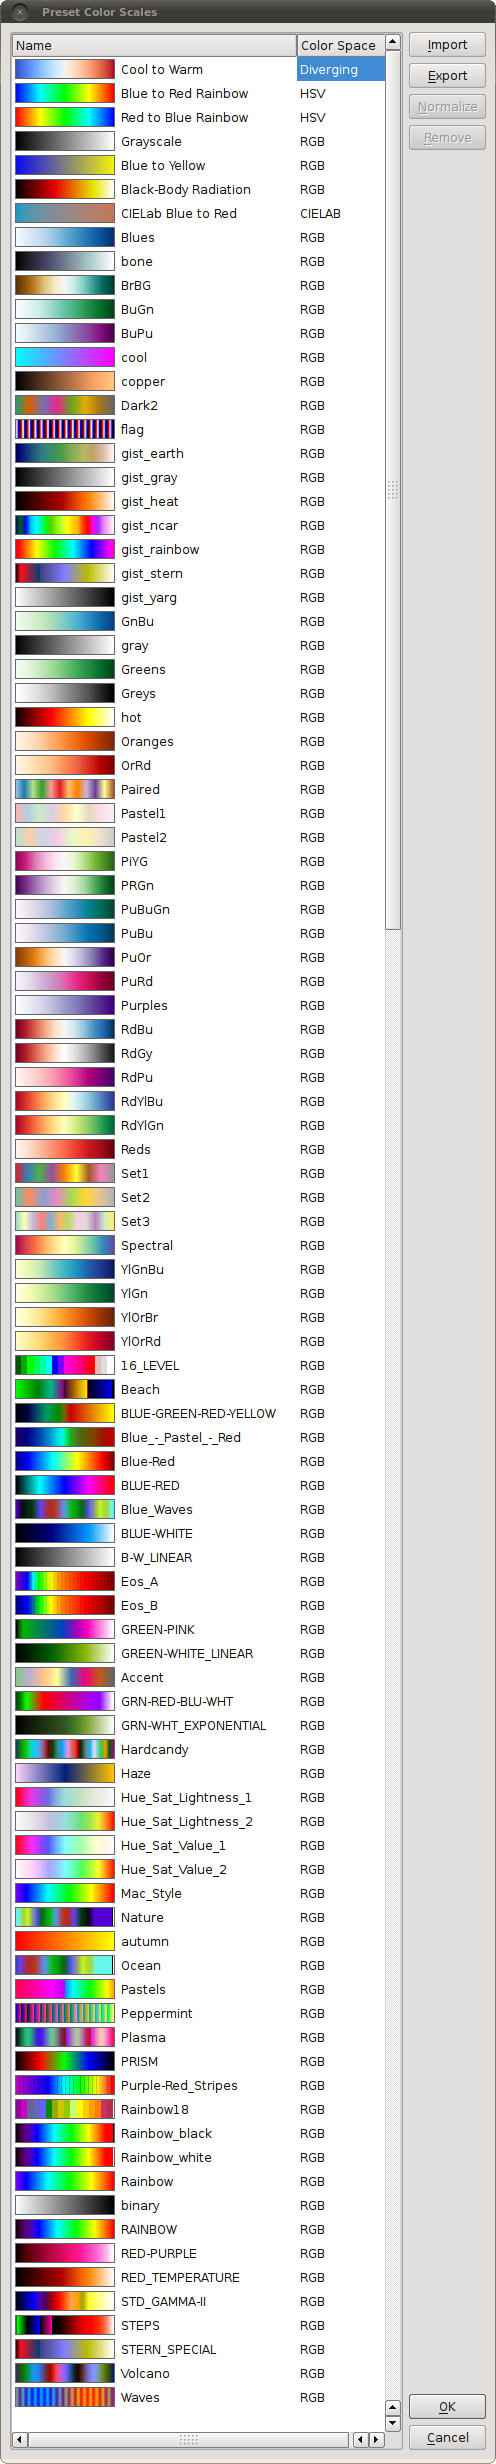 Preset Color Scales
Name Color Space Import
Cool to Warm Diverging Export
Blue to Red Rainbow HSV Normalize
Red to Blue Rainbow HSV Remove
Grayscale RGB
Blue to Yellow RGB
Black-Body Radiation RGB
CIELab Blue to Red CIELAB
Blues RGB
bone RGB
BrBG RGB
BuGn RGB
BuPu RGB
cool RGB
copper RGB
Dark2 RGB
flag RGB
gist_earth RGB
gist_gray RGB
gist_heat RGB
gist_ncar RGB
gist_rainbow RGB
gist_stern RGB
gist_yarg RGB
GnBu RGB
gray RGB
Greens RGB
Greys RGB
hot RGB
Oranges RGB
OrRd RGB
Paired RGB
Pastel1 RGB
Pastel2 RGB
PiYG RGB
PRGn RGB
PuBuGn RGB
PuBu RGB
PuOr RGB
PuRd RGB
Purples RGB
RdBu RGB
RdGy RGB
RdPu RGB
RdYlBu RGB
RdYlGn RGB
Reds RGB
Set1 RGB
Set2 RGB
Set3 RGB
Spectral RGB
YlGnBu RGB
YlGn RGB
YlOrBr RGB
YlOrRd RGB
16_LEVEL RGB
Beach RGB
BLUE-GREEN-RED-YELLOW RGB
Blue_-_Pastel_-_Red RGB
Blue-Red RGB
BLUE-RED RGB
Blue_Waves RGB
BLUE-WHITE RGB
B-W_LINEAR RGB
Eos_A RGB
Eos_B RGB
GREEN-PINK RGB
GREEN-WHITE_LINEAR RGB
Accent RGB
GRN-RED-BLU-WHT RGB
GRN-WHT_EXPONENTIAL RGB
Hardcandy RGB
Haze RGB
Hue_Sat_Lightness_1 RGB
Hue_Sat_Lightness_2 RGB
Hue_Sat_Value_1 RGB
Hue_Sat_Value_2 RGB
Mac_Style RGB
Nature RGB
autumn RGB
Ocean RGB
Pastels RGB
Peppermint RGB
Plasma RGB
PRISM RGB
Purple-Red_Stripes RGB
Rainbow18 RGB
Rainbow_black RGB
Rainbow_white RGB
Rainbow RGB
binary RGB
RAINBOW RGB
RED-PURPLE RGB
RED_TEMPERATURE RGB
STD_GAMMA-II RGB
STEPS RGB
STERN_SPECIAL RGB
Volcano RGB
Waves RGB
OK
Cancel